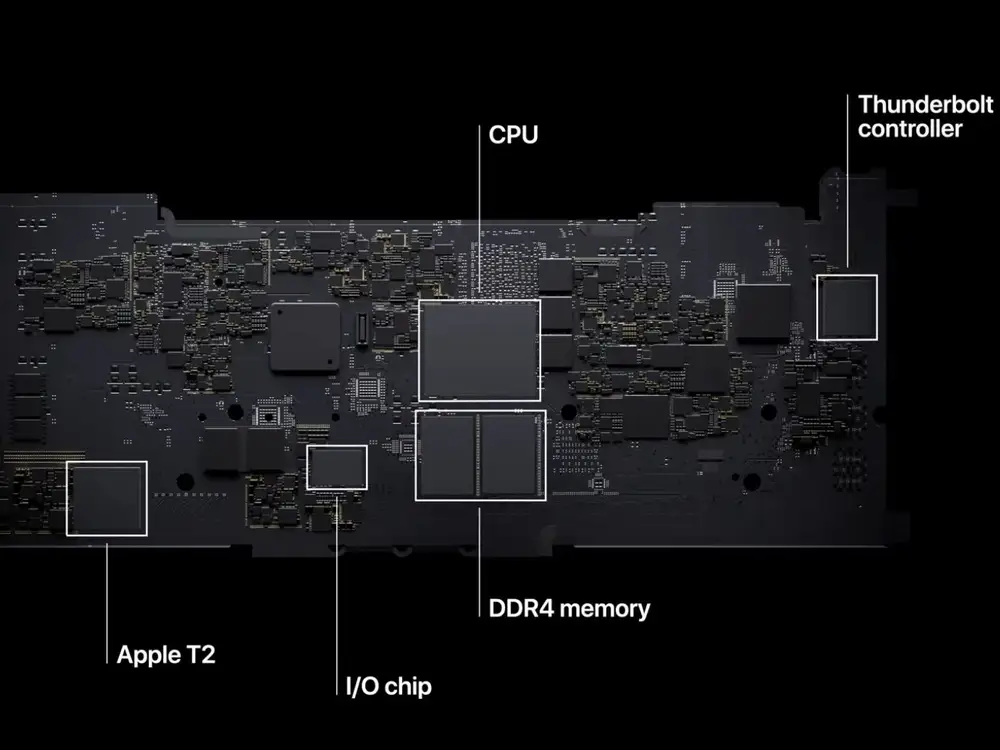 Thunderbolt
controller
CPU
DDR4 memory
Apple T2
I/O chip